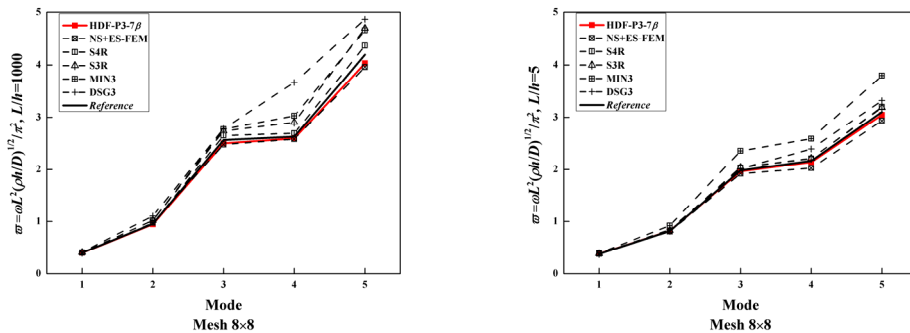 ϖ=ωL²(ρh/D)^1/2/π², L/h=1000
5
4
3
2
1
0
HDF-P3-7β
NS+ES-FEM
S4R
S3R
MIN3
DSG3
Reference
1 2 3 4 5
Mode
Mesh 8×8
ϖ=ωL²(ρh/D)^1/2/π², L/h=5
5
4
3
2
1
0
HDF-P3-7β
NS+ES-FEM
S4R
S3R
MIN3
DSG3
Reference
1 2 3 4 5
Mode
Mesh 8×8